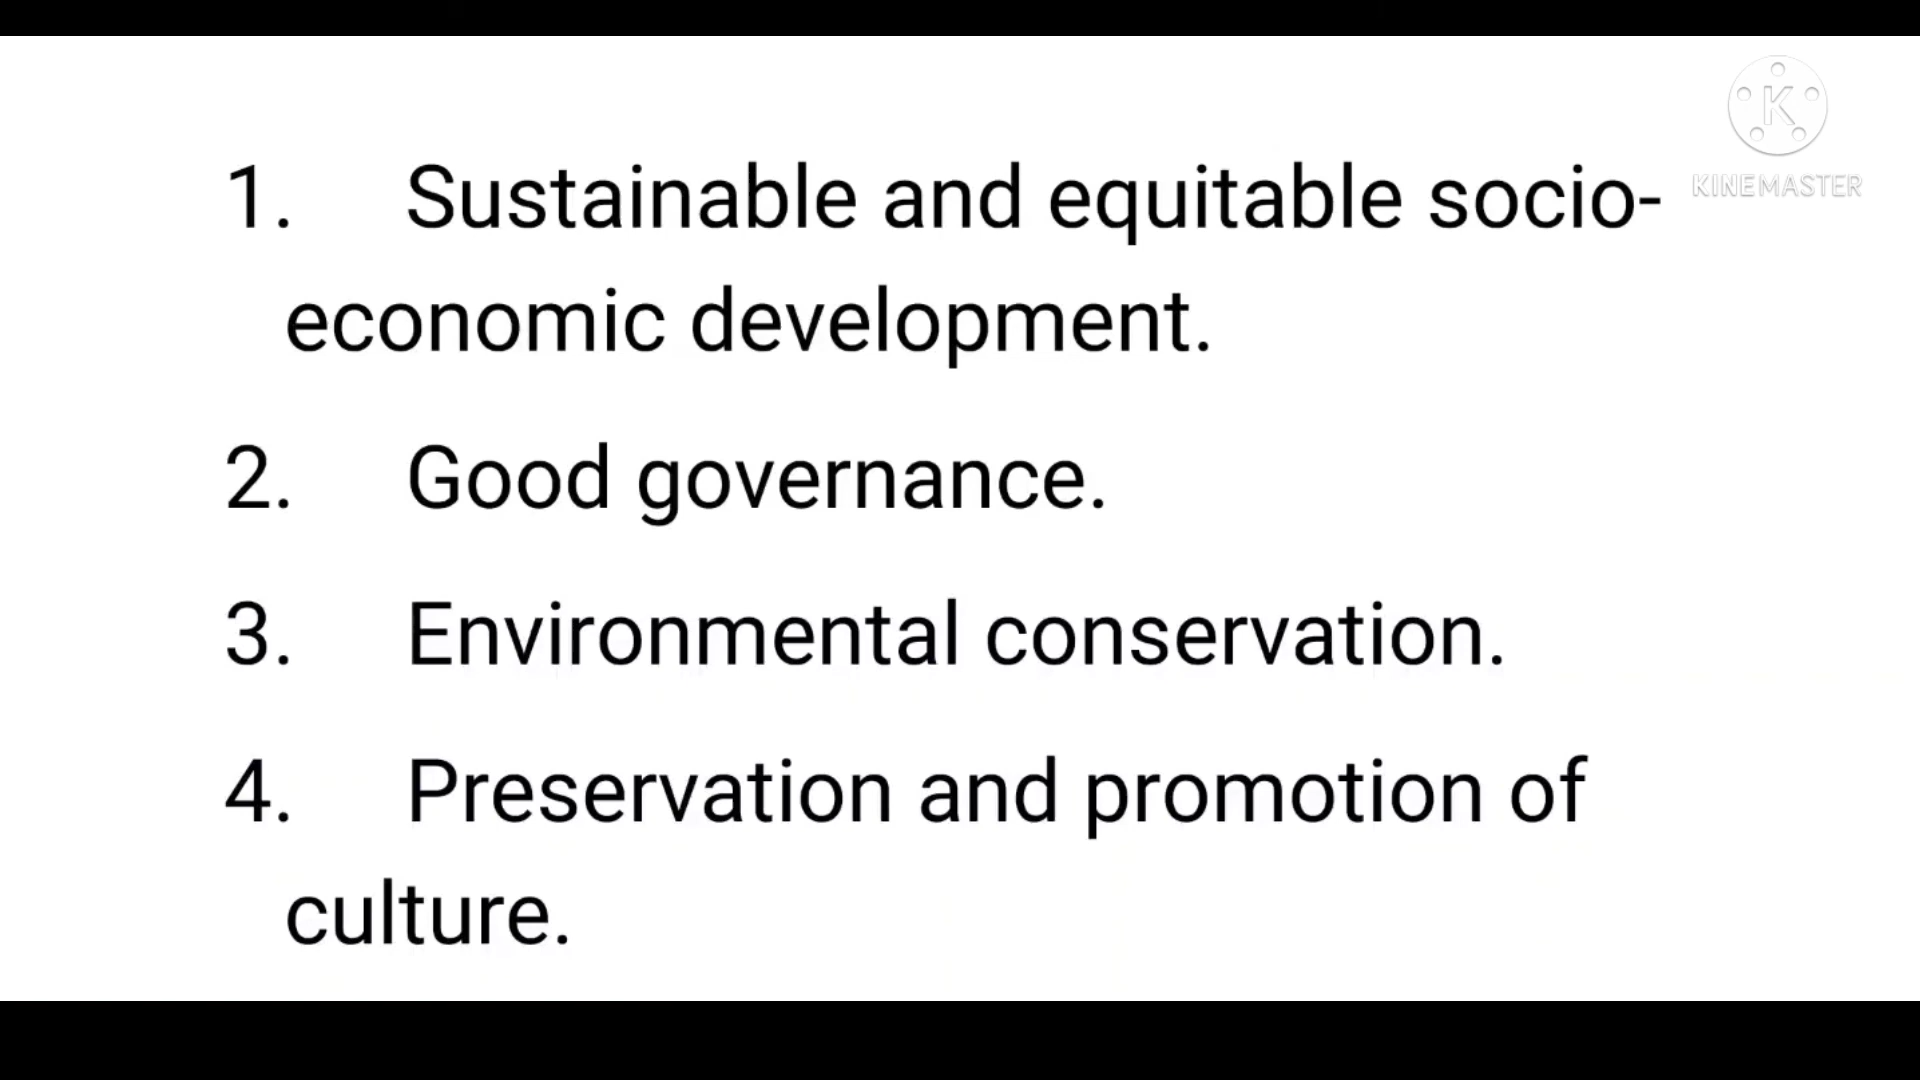 1. Sustainable and equitable socio-
economic development.
2. Good governance.
3. Environmental conservation.
4. Preservation and promotion of
culture.
K
KINEMASTER